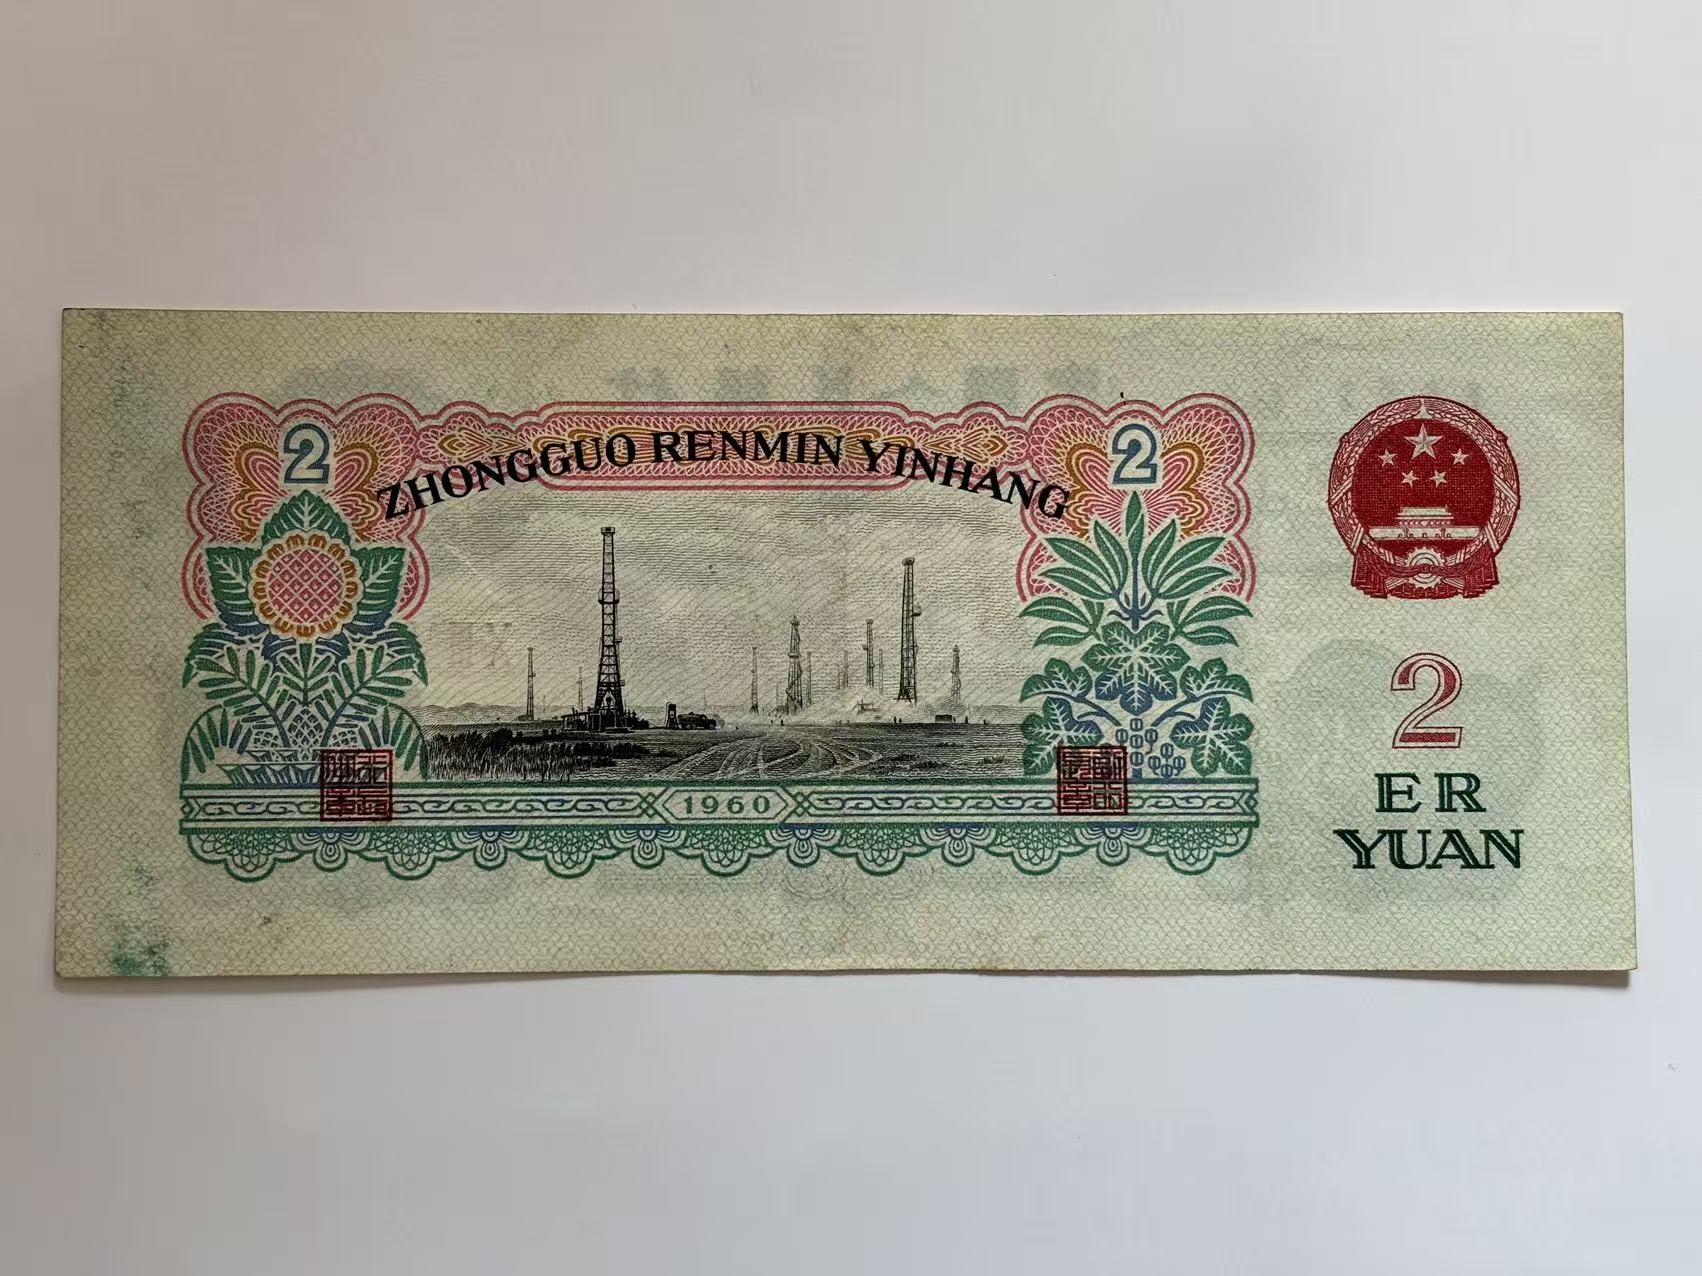 2
ZHONGGUO RENMIN YINHANG
2
1960
2
ER
YUAN